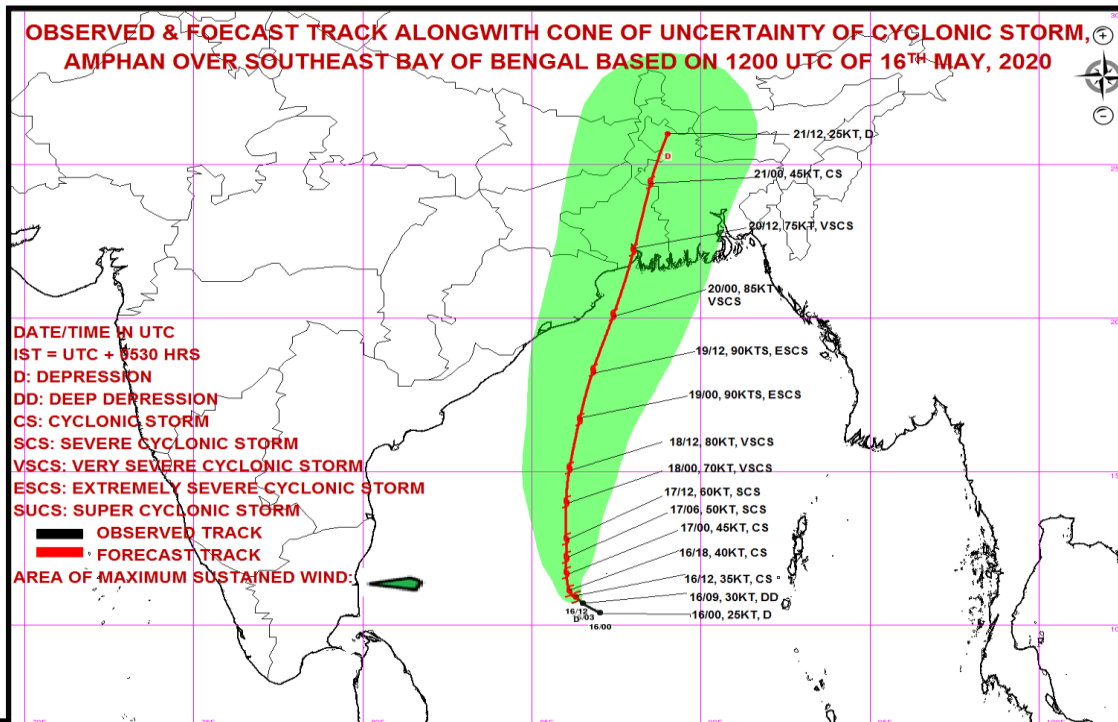 OBSERVED & FOECAST TRACK ALONGWITH CONE OF UNCERTAINTY OF CYCLONIC STORM,
AMPHAN OVER SOUTHEAST BAY OF BENGAL BASED ON 1200 UTC OF 16TH MAY, 2020
21/12, 25KT, D
D
21/00, 45KT, CS
20/12, 75KT, VSCS
20/00, 85KT
VSCS
19/12, 90KTS, ESCS
19/00, 90KTS, ESCS
18/12, 80KT, VSCS
18/00, 70KT, VSCS
17/12, 60KT, SCS
17/06, 50KT, SCS
17/00, 45KT, CS
16/18, 40KT, CS
16/12, 35KT, CS
16/09, 30KT, DD
16/00, 25KT, D
16/12
D
16/00
DATE/TIME IN UTC
IST = UTC + 0530 HRS
D: DEPRESSION
DD: DEEP DEPRESSION
CS: CYCLONIC STORM
SCS: SEVERE CYCLONIC STORM
VSCS: VERY SEVERE CYCLONIC STORM
ESCS: EXTREMELY SEVERE CYCLONIC STORM
SUCS: SUPER CYCLONIC STORM
OBSERVED TRACK
FORECAST TRACK
AREA OF MAXIMUM SUSTAINED WIND: